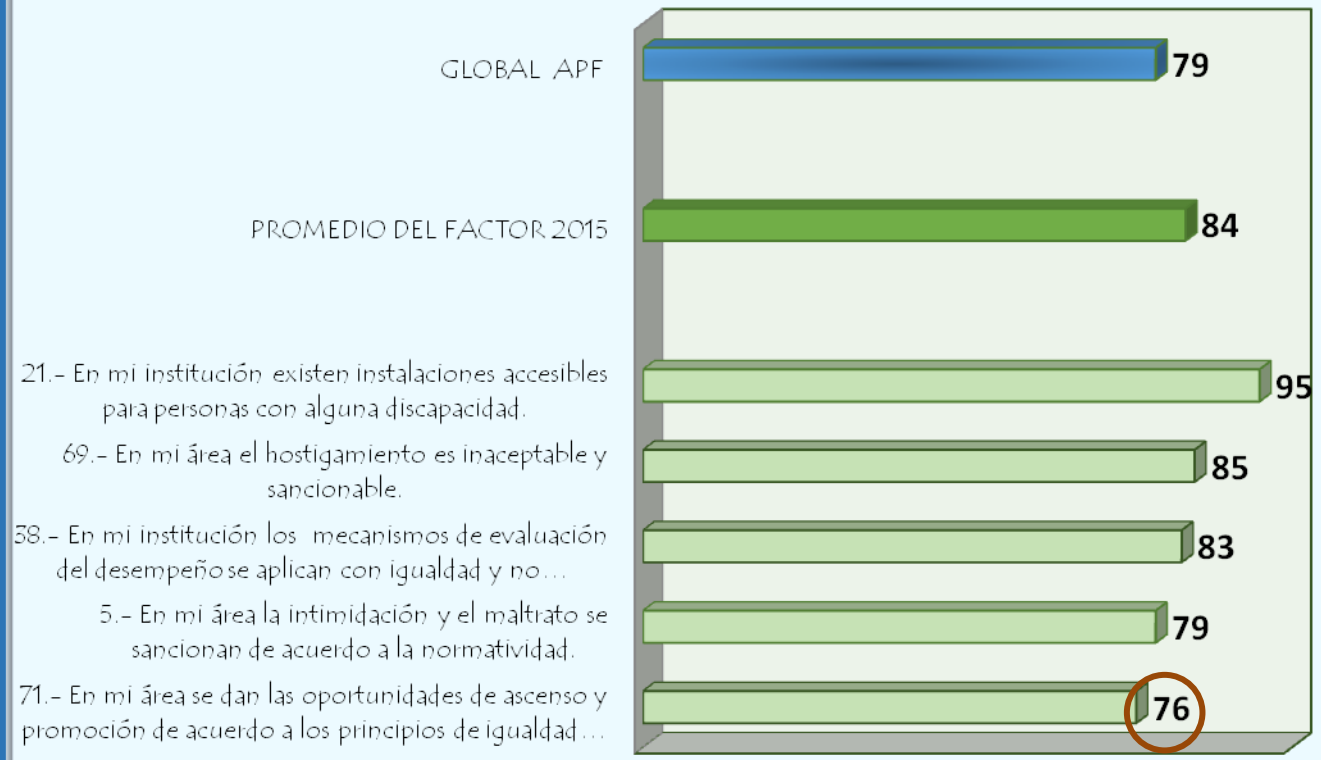 GLOBAL APF
79
PROMEDIO DEL FACTOR 2015
84
21.- En mi institución existen instalaciones accesibles
para personas con alguna discapacidad.
95
69.- En mi área el hostigamiento es inaceptable y
sancionable.
85
38.- En mi institución los mecanismos de evaluación
del desempeño se aplican con igualdad y no...
83
5.- En mi área la intimidación y el maltrato se
sancionan de acuerdo a la normatividad.
79
71.- En mi área se dan las oportunidades de ascenso y
promoción de acuerdo a los principios de igualdad...
76